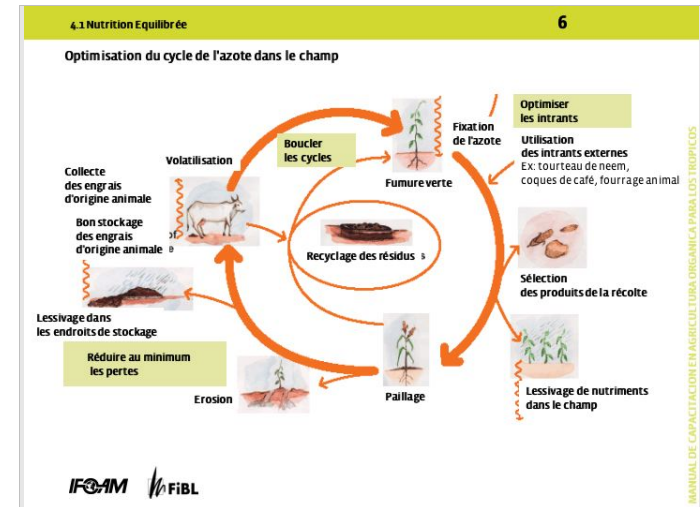 4.1 Nutrition Equilibrée
6
Optimisation du cycle de l'azote dans le champ
Optimiser
les intrants
Fixation
de l'azote
Boucler
les cycles
Utilisation
des intrants externes
Ex: tourteau de neem,
coques de café, fourrage animal
Volatilisation
Collecte
des engrais
d'origine animale
Fumure verte
Bon stockage
des engrais
d'origine animale
Recyclage des résidus
Sélection
des produits de la récolte
Lessivage dans
les endroits de stockage
Réduire au minimum
les pertes
Erosion
Paillage
Lessivage de nutriments
dans le champ
MANUAL DE CAPACITACION EN AGRICULTURA ORGANICA PARA LOS TROPICOS
IFOAM
FiBL